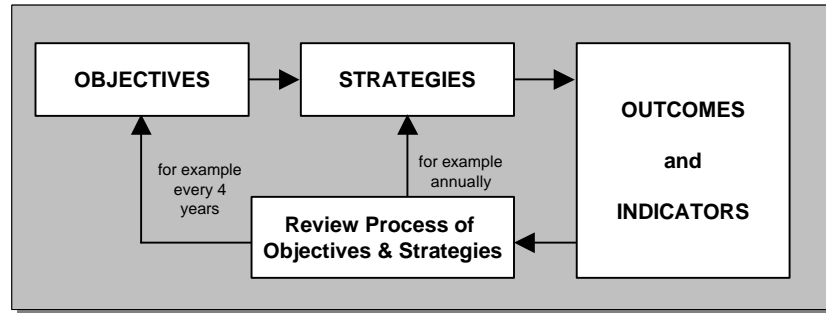 OBJECTIVES
STRATEGIES
OUTCOMES
and
INDICATORS
for example
every 4
years
for example
annually
Review Process of
Objectives & Strategies